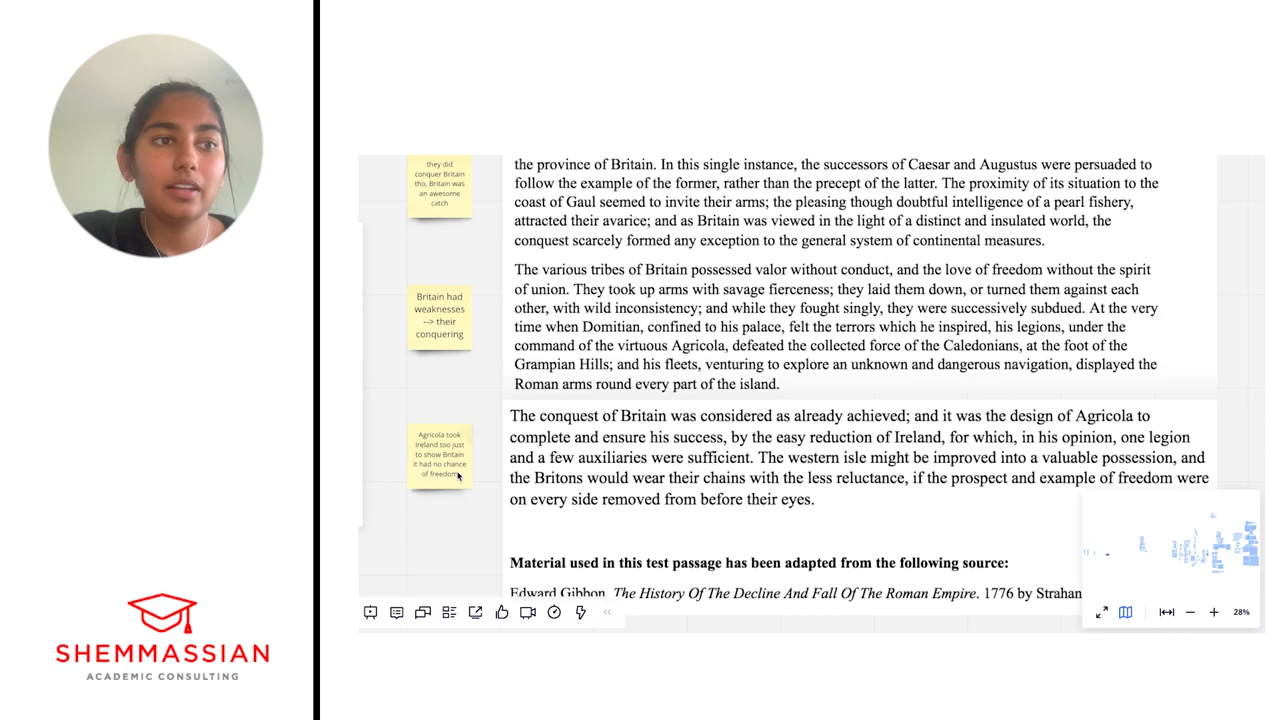 they did
conquer Britain
tho, Britain was
an awesome
catch
the province of Britain. In this single instance, the successors of Caesar and Augustus were persuaded to
follow the example of the former, rather than the precept of the latter. The proximity of its situation to the
coast of Gaul seemed to invite their arms; the pleasing though doubtful intelligence of a pearl fishery,
attracted their avarice; and as Britain was viewed in the light of a distinct and insulated world, the
conquest scarcely formed any exception to the general system of continental measures.
Britain had
weaknesses
--> their
conquering
The various tribes of Britain possessed valor without conduct, and the love of freedom without the spirit
of union. They took up arms with savage fierceness; they laid them down, or turned them against each
other, with wild inconsistency; and while they fought singly, they were successively subdued. At the very
time when Domitian, confined to his palace, felt the terrors which he inspired, his legions, under the
command of the virtuous Agricola, defeated the collected force of the Caledonians, at the foot of the
Grampian Hills; and his fleets, venturing to explore an unknown and dangerous navigation, displayed the
Roman arms round every part of the island.
Agricola took
Ireland too just
to show Britain
it had no chance
of freedom
The conquest of Britain was considered as already achieved; and it was the design of Agricola to
complete and ensure his success, by the easy reduction of Ireland, for which, in his opinion, one legion
and a few auxiliaries were sufficient. The western isle might be improved into a valuable possession, and
the Britons would wear their chains with the less reluctance, if the prospect and example of freedom were
on every side removed from before their eyes.
Material used in this test passage has been adapted from the following source:
Edward Gibbon, The History Of The Decline And Fall Of The Roman Empire. 1776 by Strahan
28%
SHEMMASSIAN
ACADEMIC CONSULTING